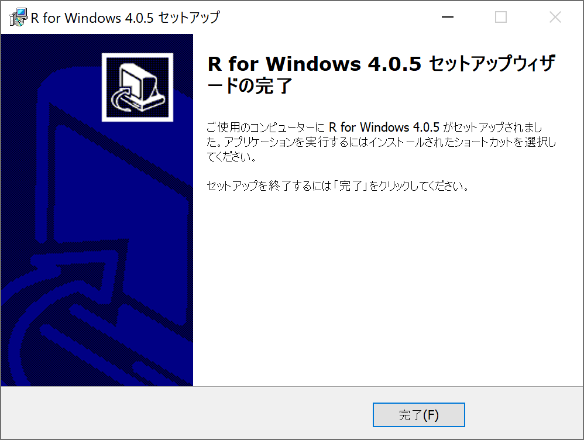 R for Windows 4.0.5 セットアップ
R for Windows 4.0.5 セットアップウィザ
ードの完了
ご使用のコンピューターに R for Windows 4.0.5 がセットアップされまし
た。アプリケーションを実行するにはインストールされたショートカットを選択し
てください。
セットアップを終了するには「完了」をクリックしてください。
完了(F)